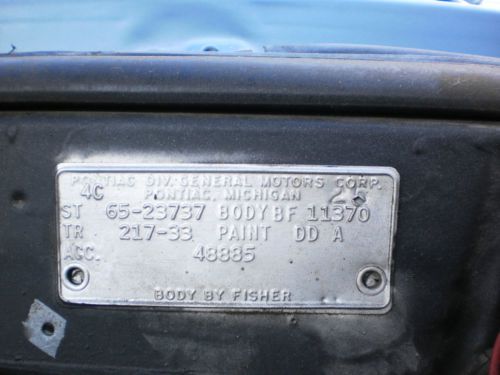 PONTIAC DIV. GENERAL MOTORS CORP.
4C PONTIAC, MICHIGAN
ST 65-23737 BODY BF 11370
TR 217-33 PAINT DD A
ACC. 48885
BODY BY FISHER